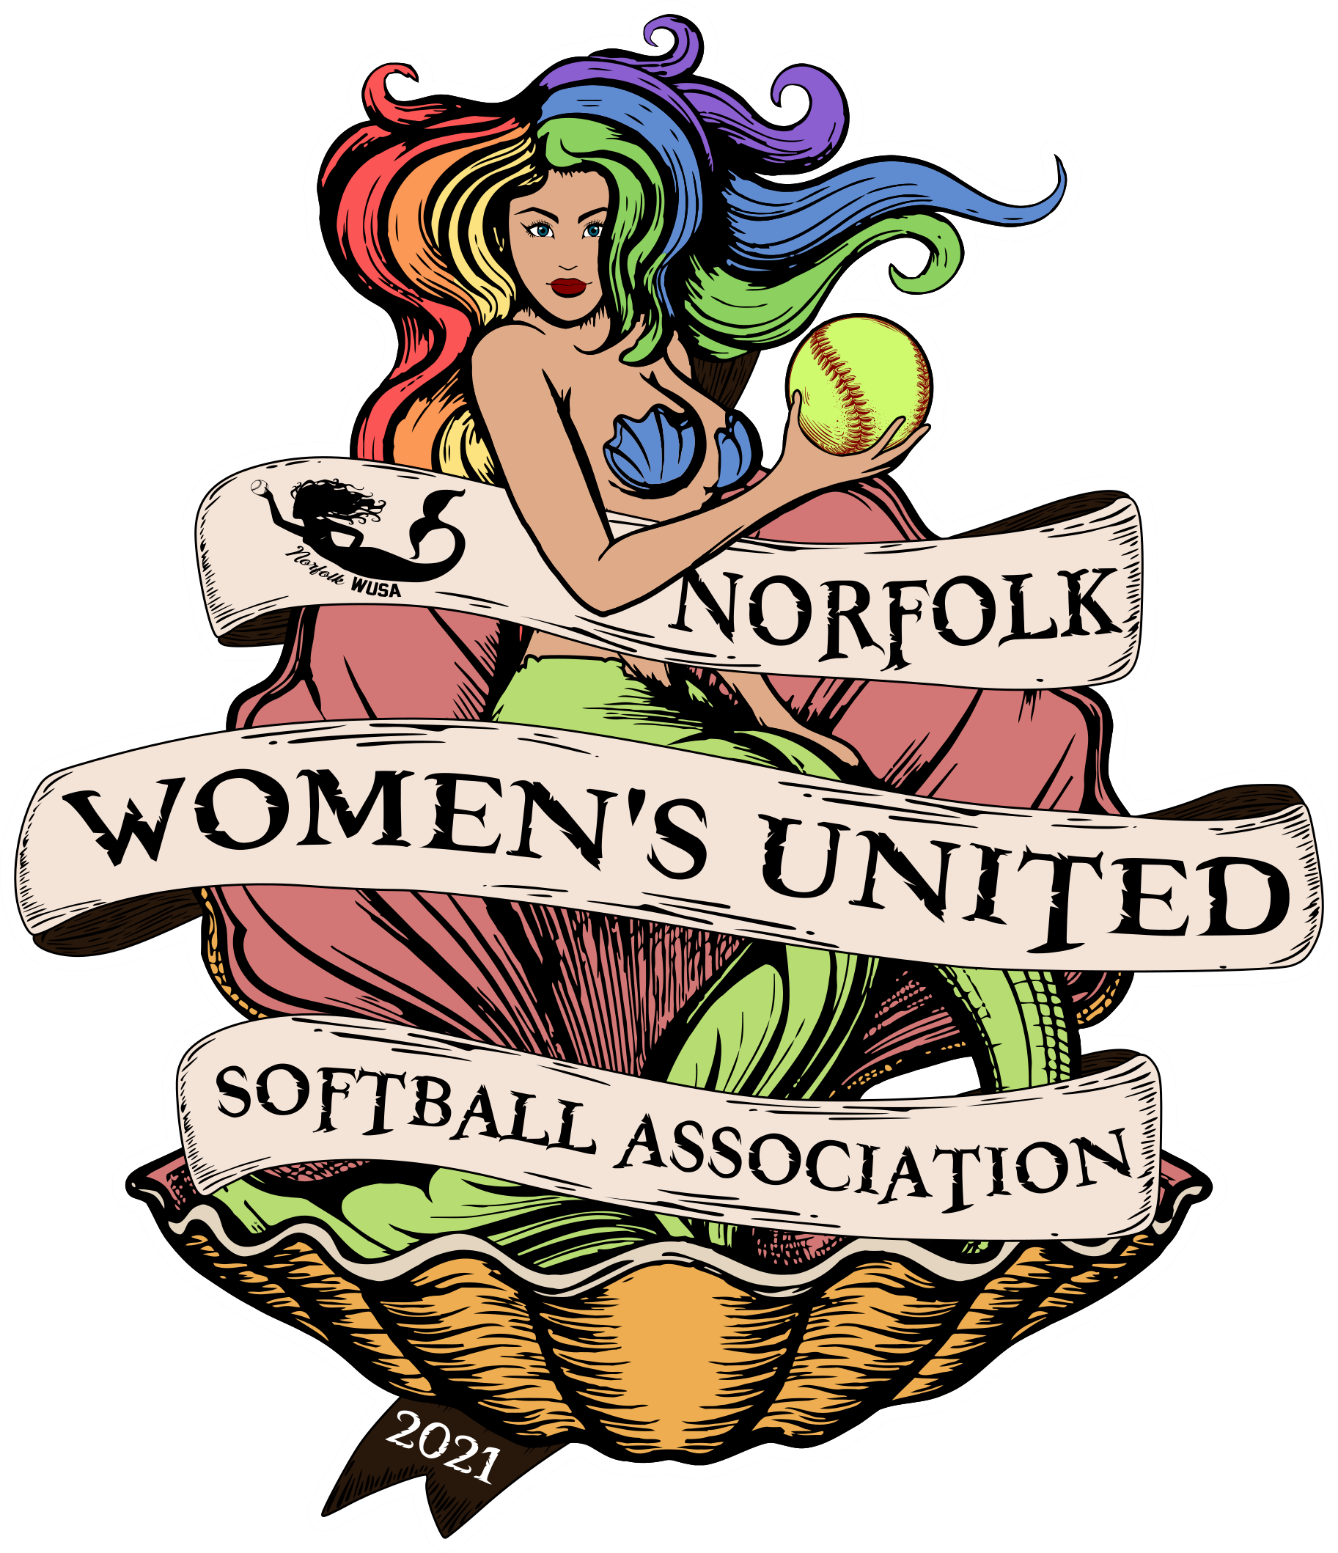 Norfolk WUSA
NORFOLK
WOMEN'S UNITED
SOFTBALL ASSOCIATION
2021